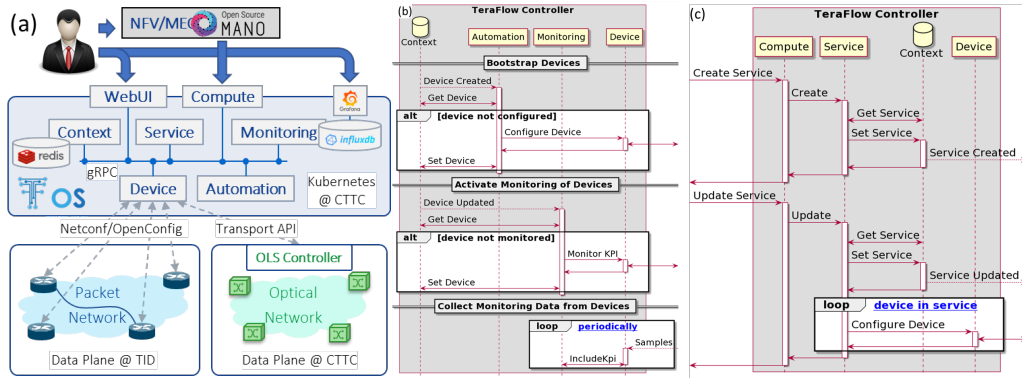 (a)
NFV/MEC
Open Source
MANO
WebUI
Compute
Grafana
Context
Service
Monitoring
redis
influxdb
gRPC
TFOS
Device
Automation
Kubernetes
@ CTTC
Netconf/OpenConfig
Transport API
OLS Controller
Packet
Network
Optical
Network
Data Plane @ TID
Data Plane @ CTTC
(b)
TeraFlow Controller
Context
Automation
Monitoring
Device
Bootstrap Devices
Device Created
Get Device
alt
[device not configured]
Configure Device
Set Device
Activate Monitoring of Devices
Device Updated
Get Device
alt
[device not monitored]
Monitor KPI
Set Device
Collect Monitoring Data from Devices
loop
periodically
Samples
IncludeKpi
(c)
TeraFlow Controller
Compute
Service
Context
Device
Create Service
Create
Get Service
Set Service
Service Created
Update Service
Update
Get Service
Set Service
Service Updated
loop
device in service
Configure Device